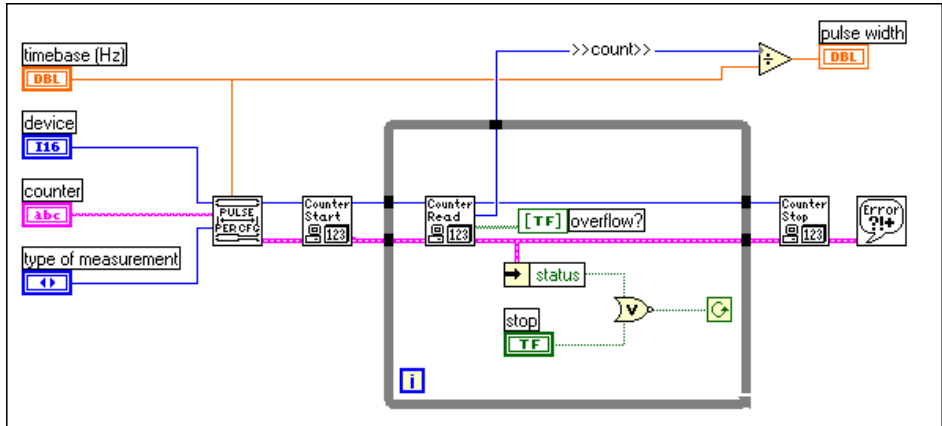 timebase (Hz)
DBL
device
I16
counter
abc
type of measurement
PULSE
PER CFG
Counter
Start
123
Counter
Read
123
[TF] overflow?
status
stop
TF
V
i
>>count>>
÷
pulse width
DBL
Counter
Stop
123
Error
?!+